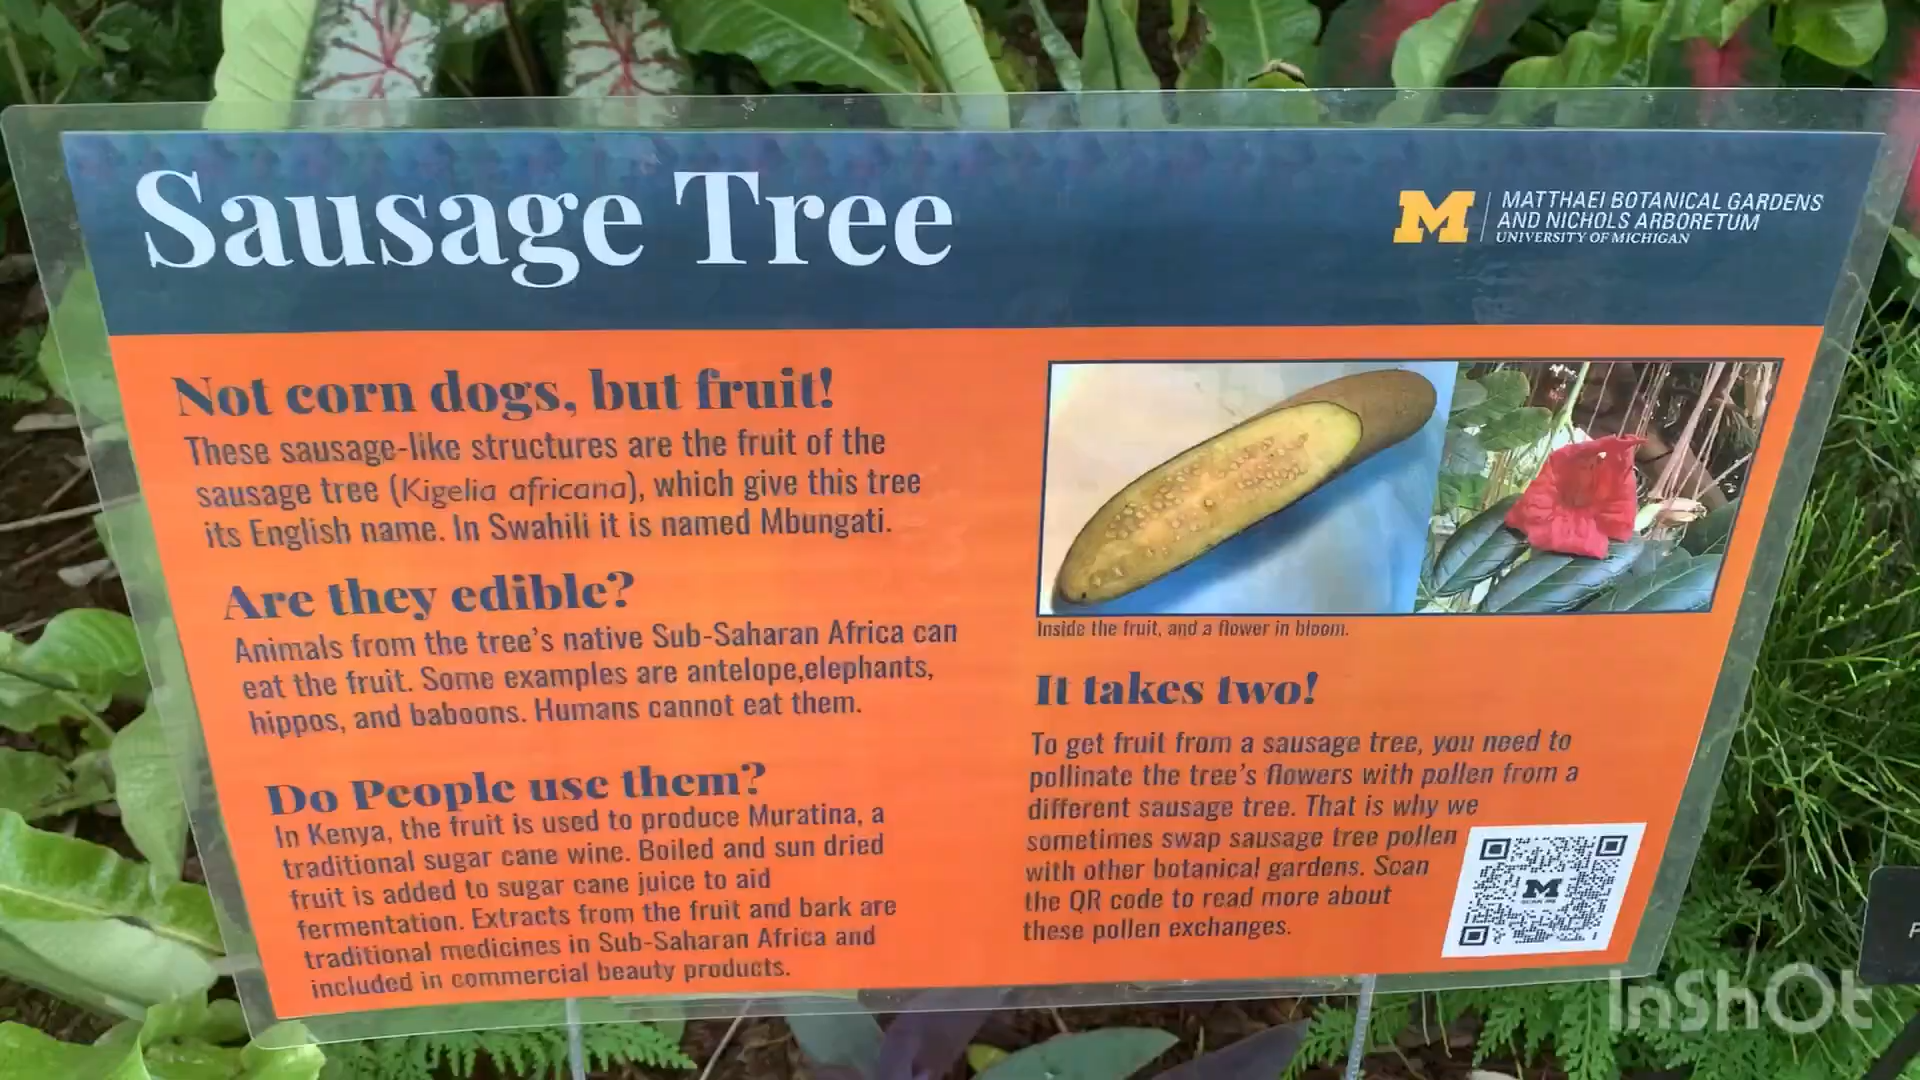 Sausage Tree
MATTHAEI BOTANICAL GARDENS
AND NICHOLS ARBORETUM
UNIVERSITY OF MICHIGAN
Not corn dogs, but fruit!
These sausage-like structures are the fruit of the
sausage tree (Kigelia africana), which give this tree
its English name. In Swahili it is named Mbungati.
Are they edible?
Animals from the tree's native Sub-Saharan Africa can
eat the fruit. Some examples are antelope,elephants,
hippos, and baboons. Humans cannot eat them.
Do People use them?
In Kenya, the fruit is used to produce Muratina, a
traditional sugar cane wine. Boiled and sun dried
fruit is added to sugar cane juice to aid
fermentation. Extracts from the fruit and bark are
traditional medicines in Sub-Saharan Africa and
included in commercial beauty products.
Inside the fruit, and a flower in bloom.
It takes two!
To get fruit from a sausage tree, you need to
pollinate the tree's flowers with pollen from a
different sausage tree. That is why we
sometimes swap sausage tree pollen
with other botanical gardens. Scan
the QR code to read more about
these pollen exchanges.
M
SCAN ME
InShOt